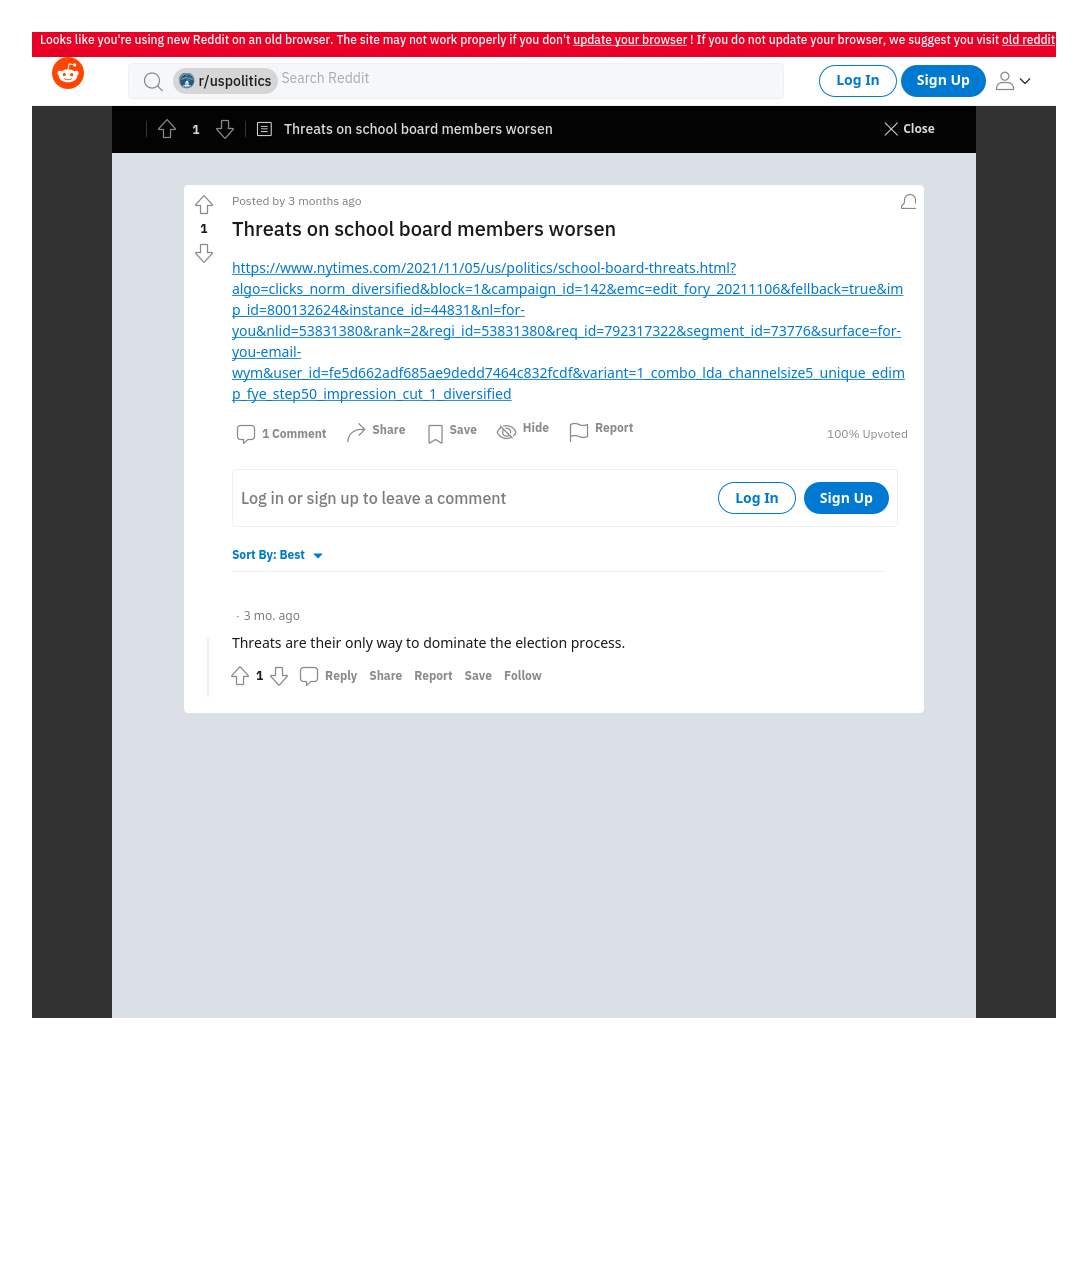 Looks like you're using new Reddit on an old browser. The site may not work properly if you don't update your browser ! If you do not update your browser, we suggest you visit old reddit
r/uspolitics Search Reddit Log In Sign Up
1 Threats on school board members worsen Close
Posted by 3 months ago
1 Threats on school board members worsen
https://www.nytimes.com/2021/11/05/us/politics/school-board-threats.html?
algo=clicks_norm_diversified&block=1&campaign_id=142&emc=edit_fory_20211106&fellback=true&im
p_id=800132624&instance_id=44831&nl=for-
you&nlid=53831380&rank=2&regi_id=53831380&req_id=792317322&segment_id=73776&surface=for-
you-email-
wym&user_id=fe5d662adf685ae9dedd7464c832fcdf&variant=1_combo_lda_channelsize5_unique_edim
p_fye_step50_impression_cut_1_diversified
1 Comment Share Save Hide Report 100% Upvoted
Log in or sign up to leave a comment Log In Sign Up
Sort By: Best
· 3 mo. ago
Threats are their only way to dominate the election process.
1 Reply Share Report Save Follow